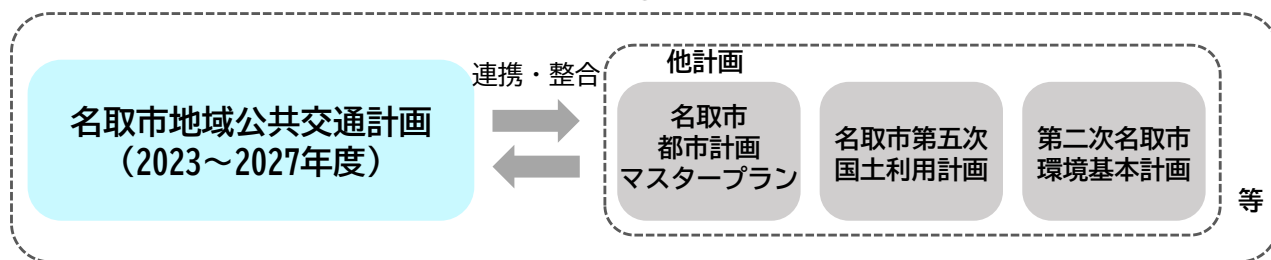 連携・整合
他計画
名取市地域公共交通計画
（2023～2027年度）
名取市
都市計画
マスタープラン
名取市第五次
国土利用計画
第二次名取市
環境基本計画
等